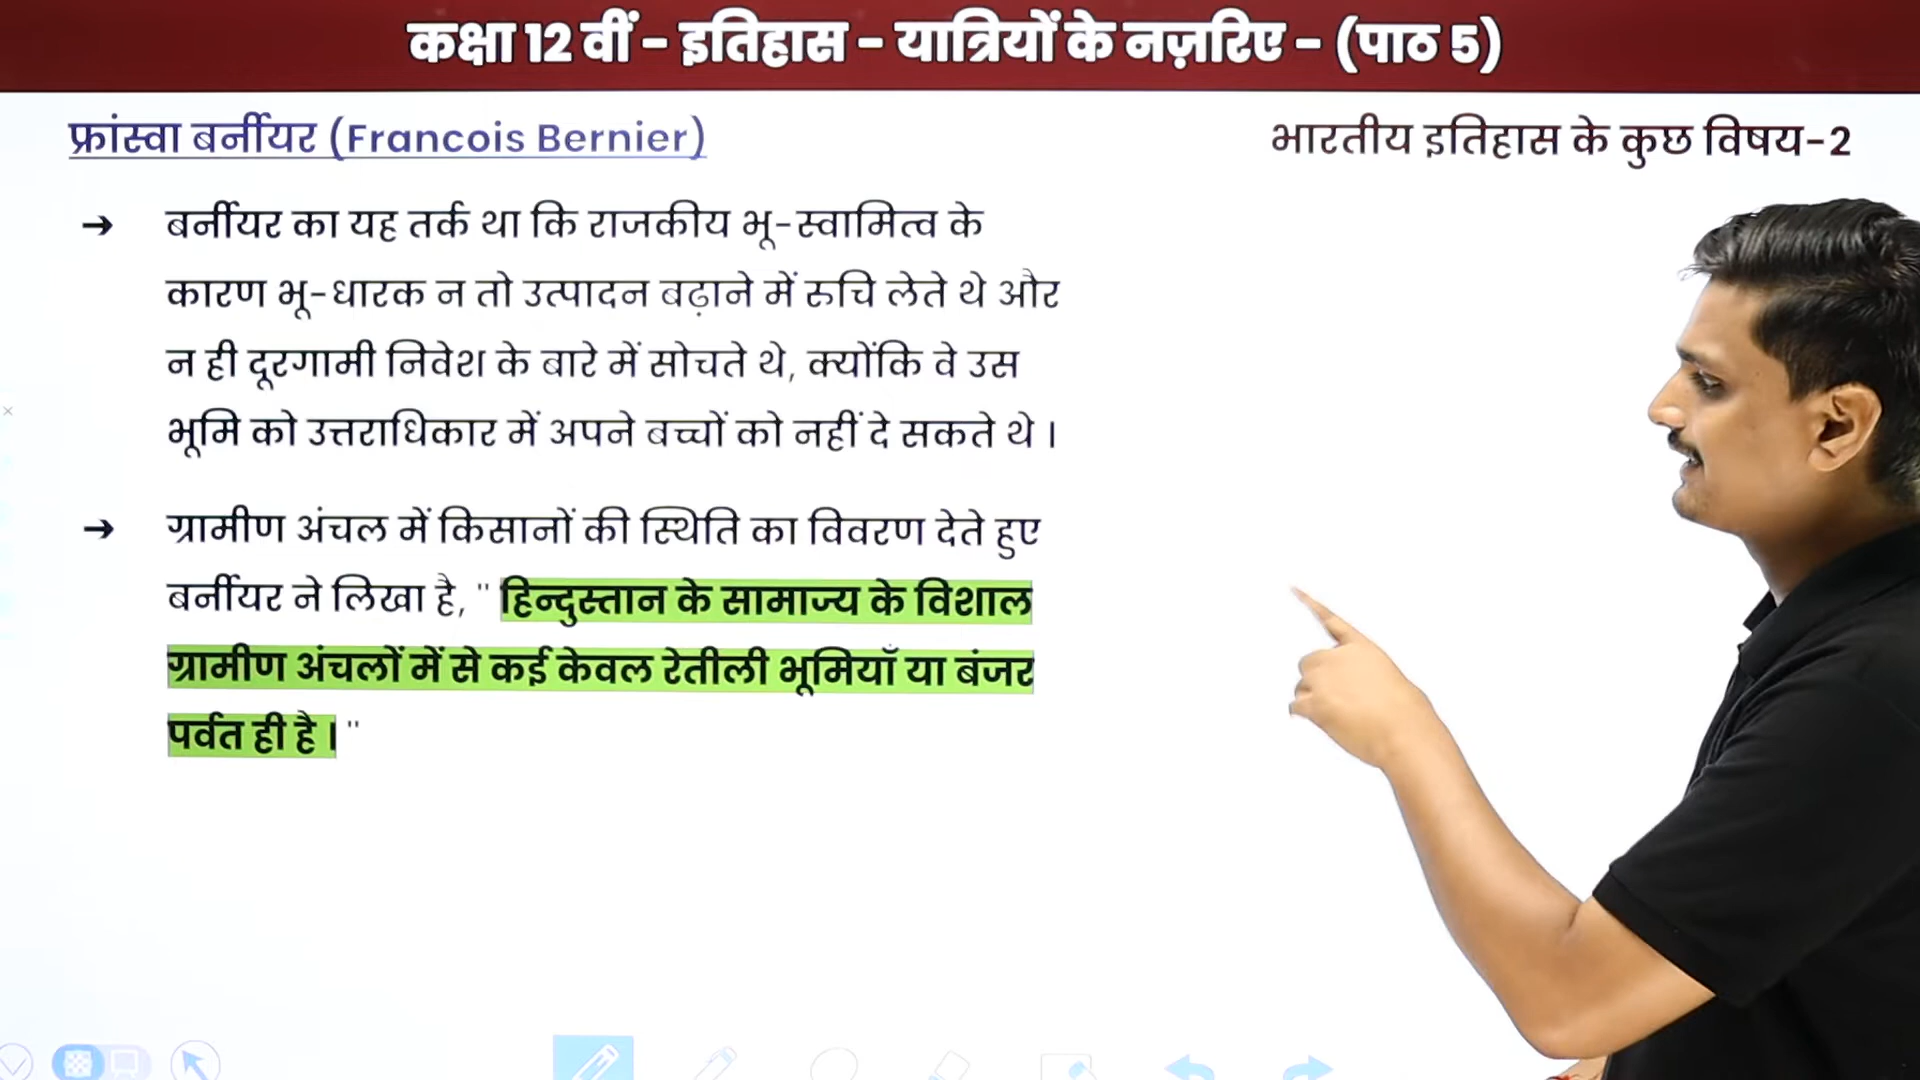 कक्षा 12 वीं - इतिहास - यात्रियों के नज़रिए - (पाठ 5)
फ्रांस्वा बर्नीयर (Francois Bernier)
भारतीय इतिहास के कुछ विषय-2
→ बर्नीयर का यह तर्क था कि राजकीय भू-स्वामित्व के
कारण भू-धारक न तो उत्पादन बढ़ाने में रुचि लेते थे और
न ही दूरगामी निवेश के बारे में सोचते थे, क्योंकि वे उस
भूमि को उत्तराधिकार में अपने बच्चों को नहीं दे सकते थे ।
→ ग्रामीण अंचल में किसानों की स्थिति का विवरण देते हुए
बर्नीयर ने लिखा है, " हिन्दुस्तान के सामाज्य के विशाल
ग्रामीण अंचलों में से कई केवल रेतीली भूमियाँ या बंजर
पर्वत ही है । "